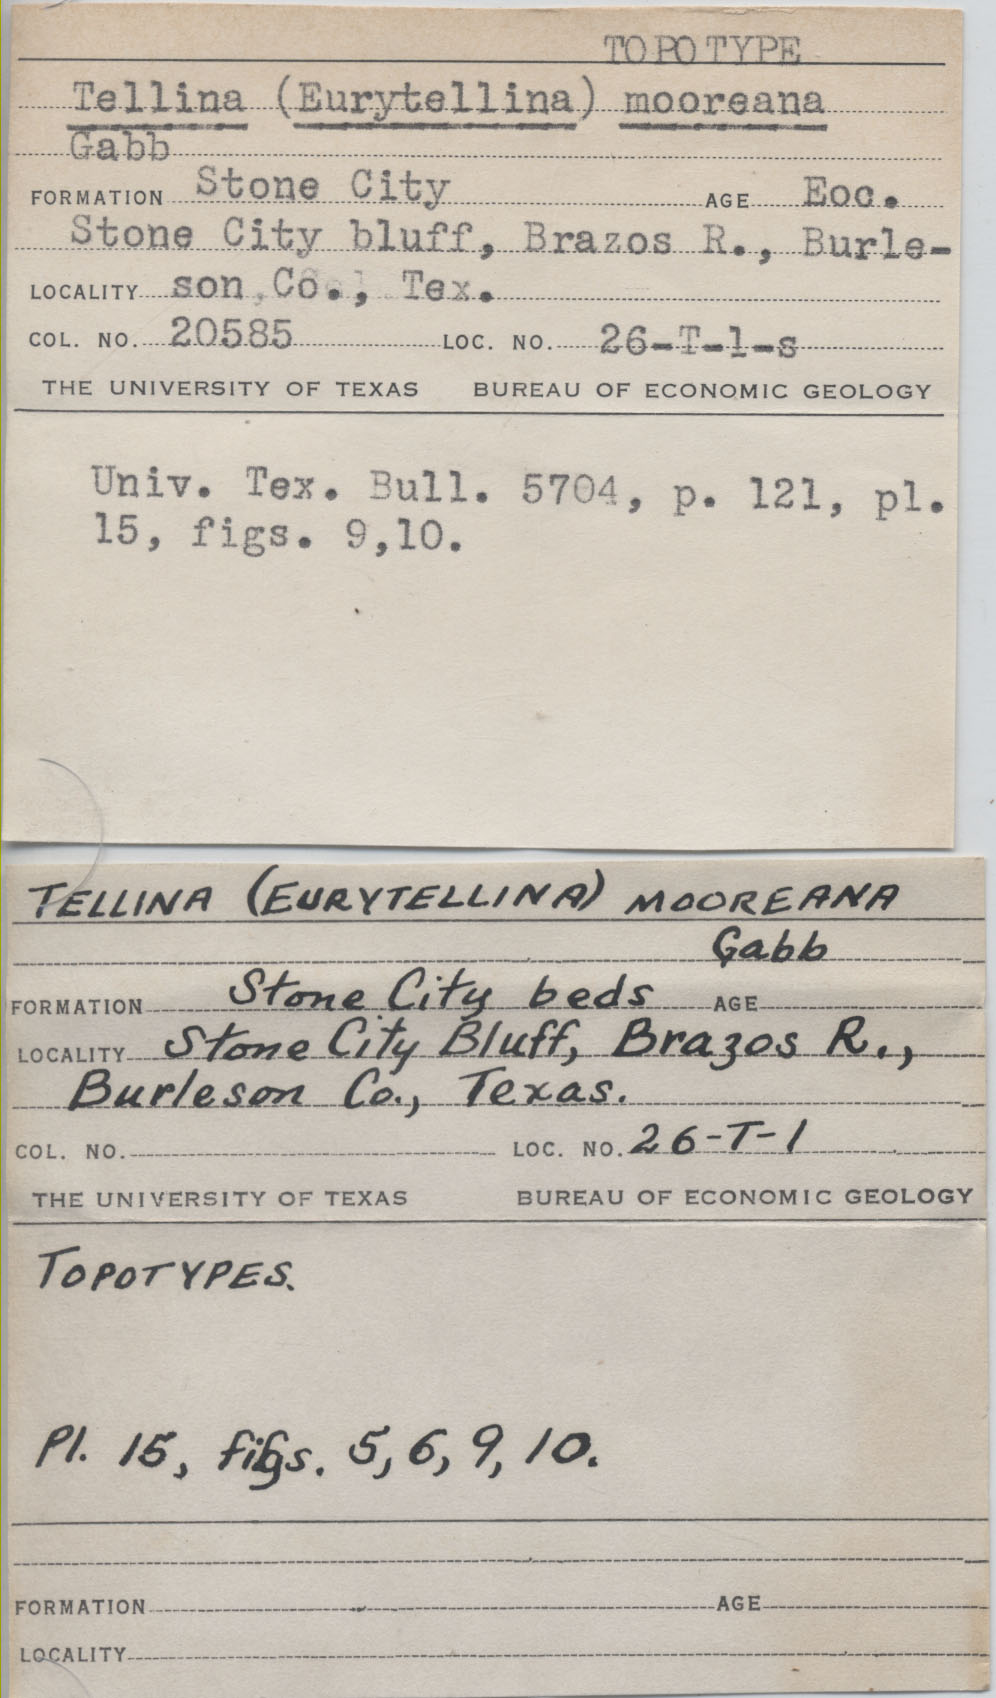 TOPOTYPE
Tellina (Eurytellina) mooreana
Gabb
FORMATION Stone City AGE Eoc.
Stone City bluff, Brazos R., Burle-
LOCALITY son Co., Tex.
COL. NO. 20585 LOC. NO. 26-T-1-s
THE UNIVERSITY OF TEXAS BUREAU OF ECONOMIC GEOLOGY
Univ. Tex. Bull. 5704, p. 121, pl.
15, figs. 9,10.
TELLINA (EURYTELLINA) MOOREANA
Gabb
FORMATION Stone City beds AGE
LOCALITY Stone City Bluff, Brazos R.,
Burleson Co., Texas.
COL. NO. LOC. NO. 26-T-1
THE UNIVERSITY OF TEXAS BUREAU OF ECONOMIC GEOLOGY
TOPOTYPES.
Pl. 15, figs. 5, 6, 9, 10.
FORMATION AGE
LOCALITY